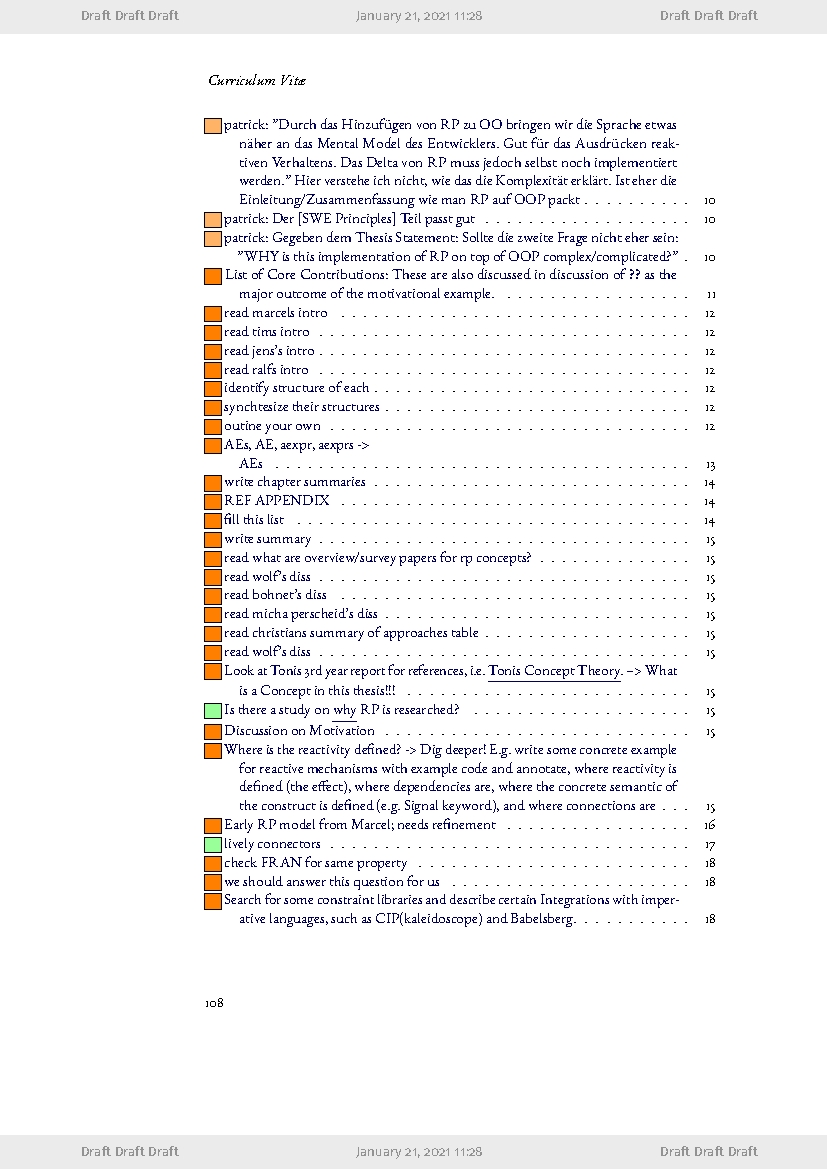 Draft Draft Draft January 21, 2021 11:28 Draft Draft Draft
Curriculum Vitæ
patrick: ”Durch das Hinzufügen von RP zu OO bringen wir die Sprache etwas
näher an das Mental Model des Entwicklers. Gut für das Ausdrücken reak-
tiven Verhaltens. Das Delta von RP muss jedoch selbst noch implementiert
werden.” Hier verstehe ich nicht, wie das die Komplexität erklärt. Ist eher die
Einleitung/Zusammenfassung wie man RP auf OOP packt . . . . . . . . . . 10
patrick: Der [SWE Principles] Teil passt gut . . . . . . . . . . . . . . . . . . . . 10
patrick: Gegeben dem Thesis Statement: Sollte die zweite Frage nicht eher sein:
”WHY is this implementation of RP on top of OOP complex/complicated?” . 10
List of Core Contributions: These are also discussed in discussion of ?? as the
major outcome of the motivational example. . . . . . . . . . . . . . . . . . . 11
read marcels intro . . . . . . . . . . . . . . . . . . . . . . . . . . . . . . . . . . 12
read tims intro . . . . . . . . . . . . . . . . . . . . . . . . . . . . . . . . . . . . 12
read jens’s intro . . . . . . . . . . . . . . . . . . . . . . . . . . . . . . . . . . . . 12
read ralfs intro . . . . . . . . . . . . . . . . . . . . . . . . . . . . . . . . . . . . 12
identify structure of each . . . . . . . . . . . . . . . . . . . . . . . . . . . . . . . 12
synchtesize their structures . . . . . . . . . . . . . . . . . . . . . . . . . . . . . . 12
outine your own . . . . . . . . . . . . . . . . . . . . . . . . . . . . . . . . . . . 12
AEs, AE, aexpr, aexprs ->
AEs . . . . . . . . . . . . . . . . . . . . . . . . . . . . . . . . . . . . . . . . 13
write chapter summaries . . . . . . . . . . . . . . . . . . . . . . . . . . . . . . . 14
REF APPENDIX . . . . . . . . . . . . . . . . . . . . . . . . . . . . . . . . . . 14
fill this list . . . . . . . . . . . . . . . . . . . . . . . . . . . . . . . . . . . . . . 14
write summary . . . . . . . . . . . . . . . . . . . . . . . . . . . . . . . . . . . . 15
read what are overview/survey papers for rp concepts? . . . . . . . . . . . . . . . 15
read wolf’s diss . . . . . . . . . . . . . . . . . . . . . . . . . . . . . . . . . . . . 15
read bohnet’s diss . . . . . . . . . . . . . . . . . . . . . . . . . . . . . . . . . . 15
read micha perscheid’s diss . . . . . . . . . . . . . . . . . . . . . . . . . . . . . . 15
read christians summary of approaches table . . . . . . . . . . . . . . . . . . . . 15
read wolf’s diss . . . . . . . . . . . . . . . . . . . . . . . . . . . . . . . . . . . . 15
Look at Tonis 3rd year report for references, i.e. Tonis Concept Theory. –> What
is a Concept in this thesis!!! . . . . . . . . . . . . . . . . . . . . . . . . . . . . 15
Is there a study on why RP is researched? . . . . . . . . . . . . . . . . . . . . . 15
Discussion on Motivation . . . . . . . . . . . . . . . . . . . . . . . . . . . . . . 15
Where is the reactivity defined? -> Dig deeper! E.g. write some concrete example
for reactive mechanisms with example code and annotate, where reactivity is
defined (the effect), where dependencies are, where the concrete semantic of
the construct is defined (e.g. Signal keyword), and where connections are . . . 15
Early RP model from Marcel; needs refinement . . . . . . . . . . . . . . . . . . 16
lively connectors . . . . . . . . . . . . . . . . . . . . . . . . . . . . . . . . . . . 17
check FRAN for same property . . . . . . . . . . . . . . . . . . . . . . . . . . . 18
we should answer this question for us . . . . . . . . . . . . . . . . . . . . . . . . 18
Search for some constraint libraries and describe certain Integrations with imper-
ative languages, such as CIP(kaleidoscope) and Babelsberg. . . . . . . . . . . 18
108
Draft Draft Draft January 21, 2021 11:28 Draft Draft Draft